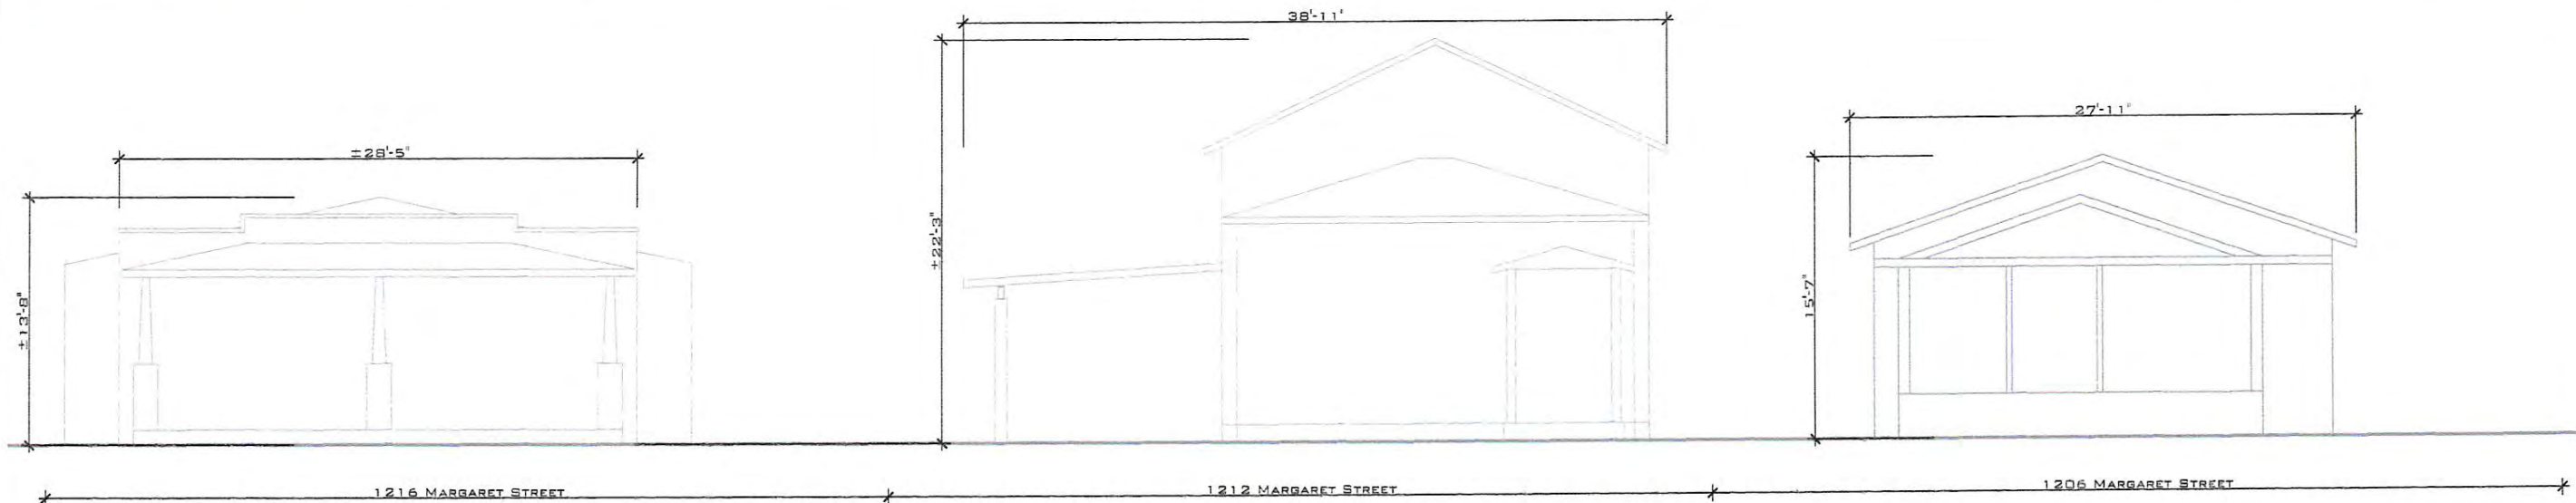 38'-11"
27'-11"
±28'-5"
±22'-3"
±13'-8"
15'-7"
1216 MARGARET STREET
1212 MARGARET STREET
1206 MARGARET STREET